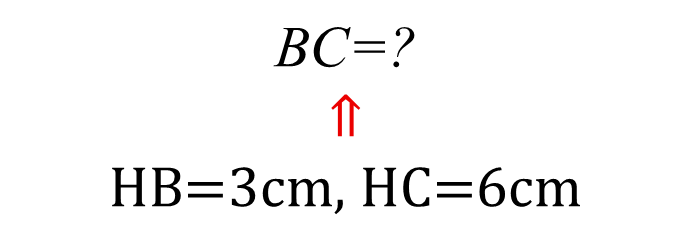 BC=?
⇑
HB=3cm, HC=6cm